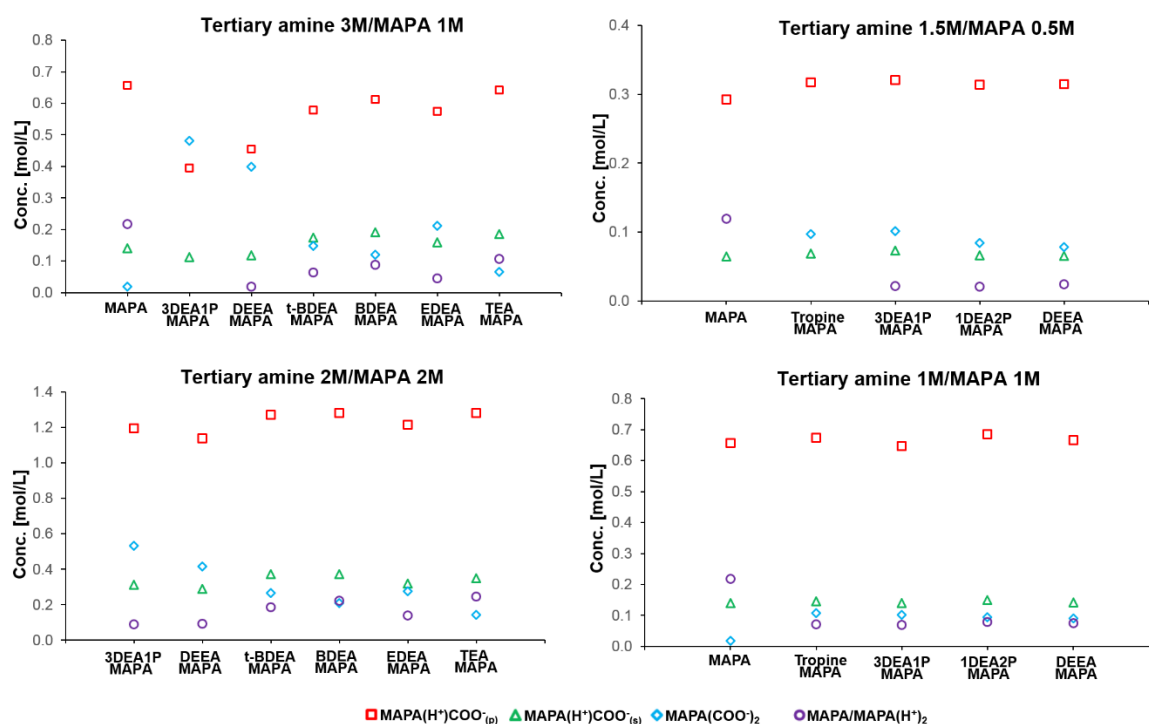 Tertiary amine 3M/MAPA 1M
Conc. [mol/L]
0.8
0.7
0.6
0.5
0.4
0.3
0.2
0.1
0.0
MAPA 3DEA1P DEEA t-BDEA BDEA EDEA TEA
MAPA MAPA MAPA MAPA MAPA MAPA
Tertiary amine 1.5M/MAPA 0.5M
Conc. [mol/L]
0.4
0.3
0.2
0.1
0.0
MAPA Tropine 3DEA1P 1DEA2P DEEA
MAPA MAPA MAPA MAPA
Tertiary amine 2M/MAPA 2M
Conc. [mol/L]
1.4
1.2
1.0
0.8
0.6
0.4
0.2
0.0
3DEA1P DEEA t-BDEA BDEA EDEA TEA
MAPA MAPA MAPA MAPA MAPA MAPA
Tertiary amine 1M/MAPA 1M
Conc. [mol/L]
0.8
0.7
0.6
0.5
0.4
0.3
0.2
0.1
0.0
MAPA Tropine 3DEA1P 1DEA2P DEEA
MAPA MAPA MAPA MAPA
MAPA(H⁺)COO⁻₍ₚ₎ MAPA(H⁺)COO⁻₍ₛ₎ MAPA(COO⁻)₂ MAPA/MAPA(H⁺)₂